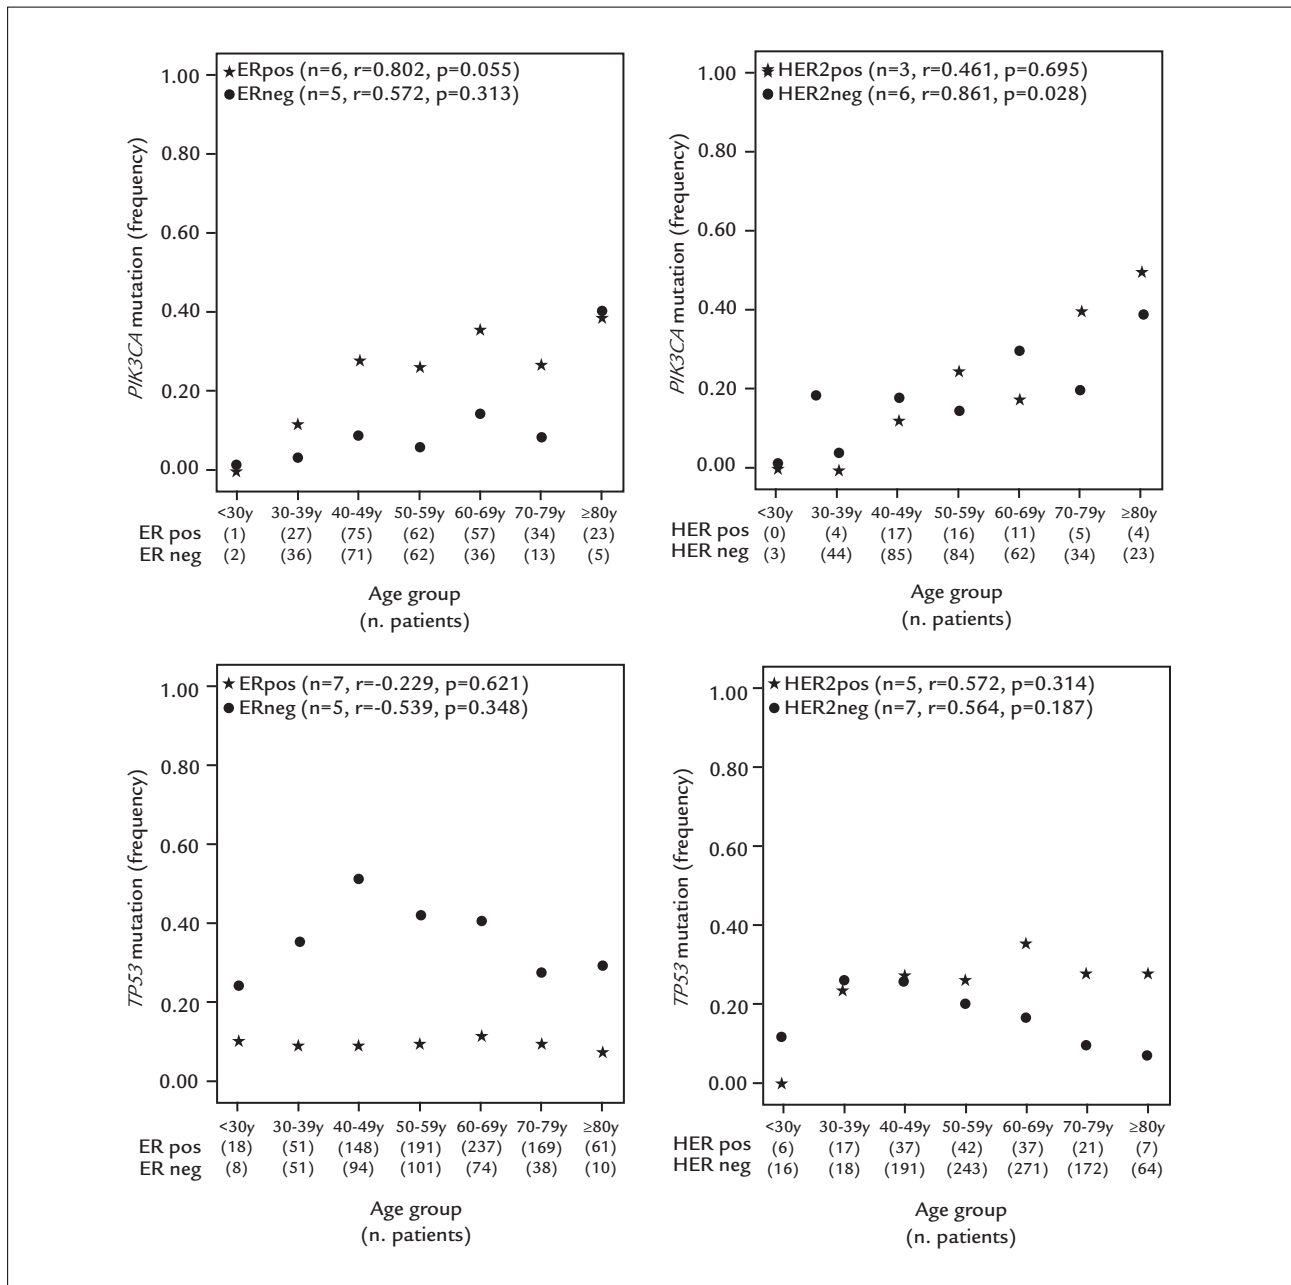 ★ERpos (n=6, r=0.802, p=0.055)
●ERneg (n=5, r=0.572, p=0.313)
PIK3CA mutation (frequency)
1.00
0.80
0.60
0.40
0.20
0.00
<30y 30-39y 40-49y 50-59y 60-69y 70-79y ≥80y
ER pos (1) (27) (75) (62) (57) (34) (23)
ER neg (2) (36) (71) (62) (36) (13) (5)
Age group
(n. patients)
★HER2pos (n=3, r=0.461, p=0.695)
●HER2neg (n=6, r=0.861, p=0.028)
PIK3CA mutation (frequency)
1.00
0.80
0.60
0.40
0.20
0.00
<30y 30-39y 40-49y 50-59y 60-69y 70-79y ≥80y
HER pos (0) (4) (17) (16) (11) (5) (4)
HER neg (3) (44) (85) (84) (62) (34) (23)
Age group
(n. patients)
★ERpos (n=7, r=-0.229, p=0.621)
●ERneg (n=5, r=-0.539, p=0.348)
TP53 mutation (frequency)
1.00
0.80
0.60
0.40
0.20
0.00
<30y 30-39y 40-49y 50-59y 60-69y 70-79y ≥80y
ER pos (18) (51) (148) (191) (237) (169) (61)
ER neg (8) (51) (94) (101) (74) (38) (10)
Age group
(n. patients)
★HER2pos (n=5, r=0.572, p=0.314)
●HER2neg (n=7, r=0.564, p=0.187)
TP53 mutation (frequency)
1.00
0.80
0.60
0.40
0.20
0.00
<30y 30-39y 40-49y 50-59y 60-69y 70-79y ≥80y
HER pos (6) (17) (37) (42) (37) (21) (7)
HER neg (16) (18) (191) (243) (271) (172) (64)
Age group
(n. patients)